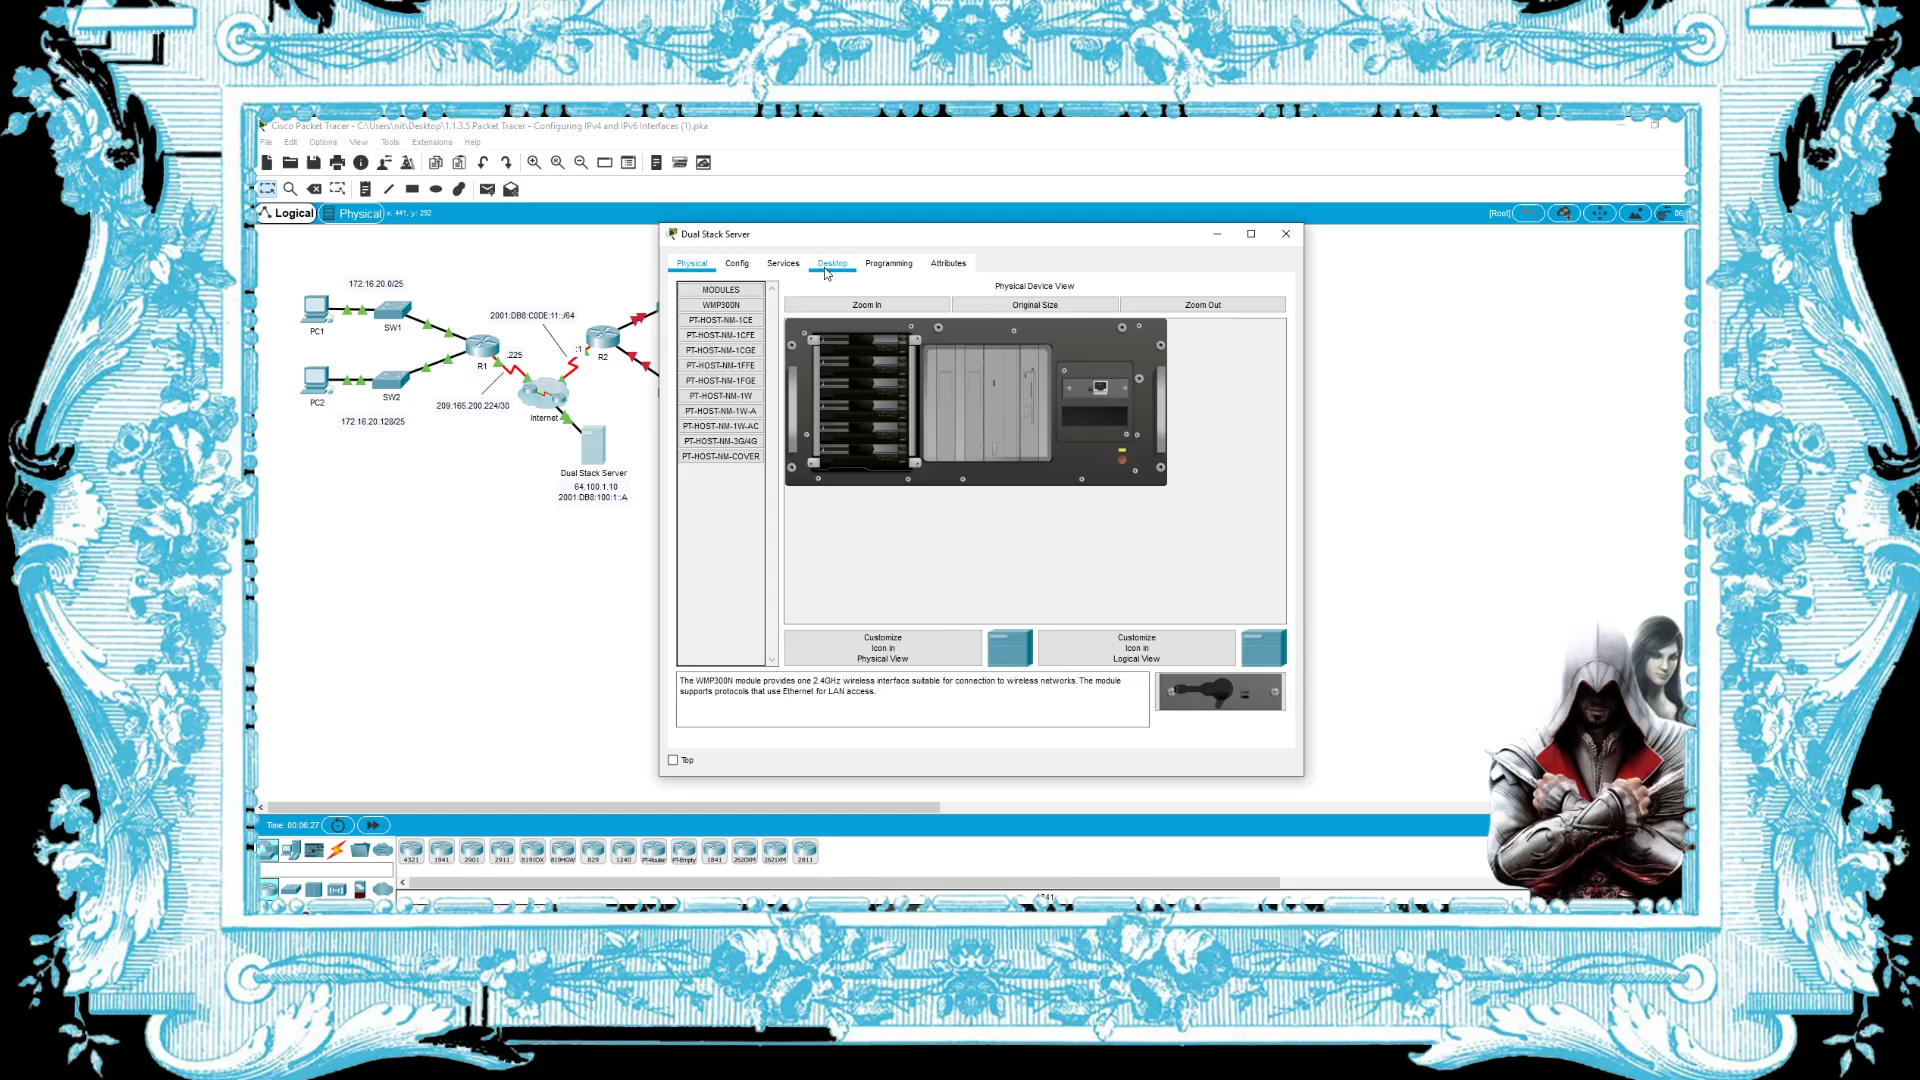 Cisco Packet Tracer - C:\Users\nit\Desktop\1.1.3.5 Packet Tracer - Configuring IPv4 and IPv6 Interfaces (1).pka
File Edit Options View Tools Extensions Help
Logical Physical x: 441, y: 292
[Root]
06:
Dual Stack Server
Physical Config Services Desktop Programming Attributes
MODULES
WMP300N
PT-HOST-NM-1CE
PT-HOST-NM-1CFE
PT-HOST-NM-1CGE
PT-HOST-NM-1FFE
PT-HOST-NM-1FGE
PT-HOST-NM-1W
PT-HOST-NM-1W-A
PT-HOST-NM-1W-AC
PT-HOST-NM-3G/4G
PT-HOST-NM-COVER
Physical Device View
Zoom In Original Size Zoom Out
Customize
Icon in
Physical View
Customize
Icon in
Logical View
The WMP300N module provides one 2.4GHz wireless interface suitable for connection to wireless networks. The module
supports protocols that use Ethernet for LAN access.
Top
172.16.20.0/25
PC1
SW1
2001:DB8:C0DE:11::/64
R1
.225
:1
R2
PC2
SW2
209.165.200.224/30
Internet
172.16.20.128/25
Dual Stack Server
64.100.1.10
2001:DB8:100:1::A
Time: 00:06:27
4321 1941 2901 2911 819IOX 819HGW 829 1240 PT-Router PT-Empty 1841 2620XM 2621XM 2811